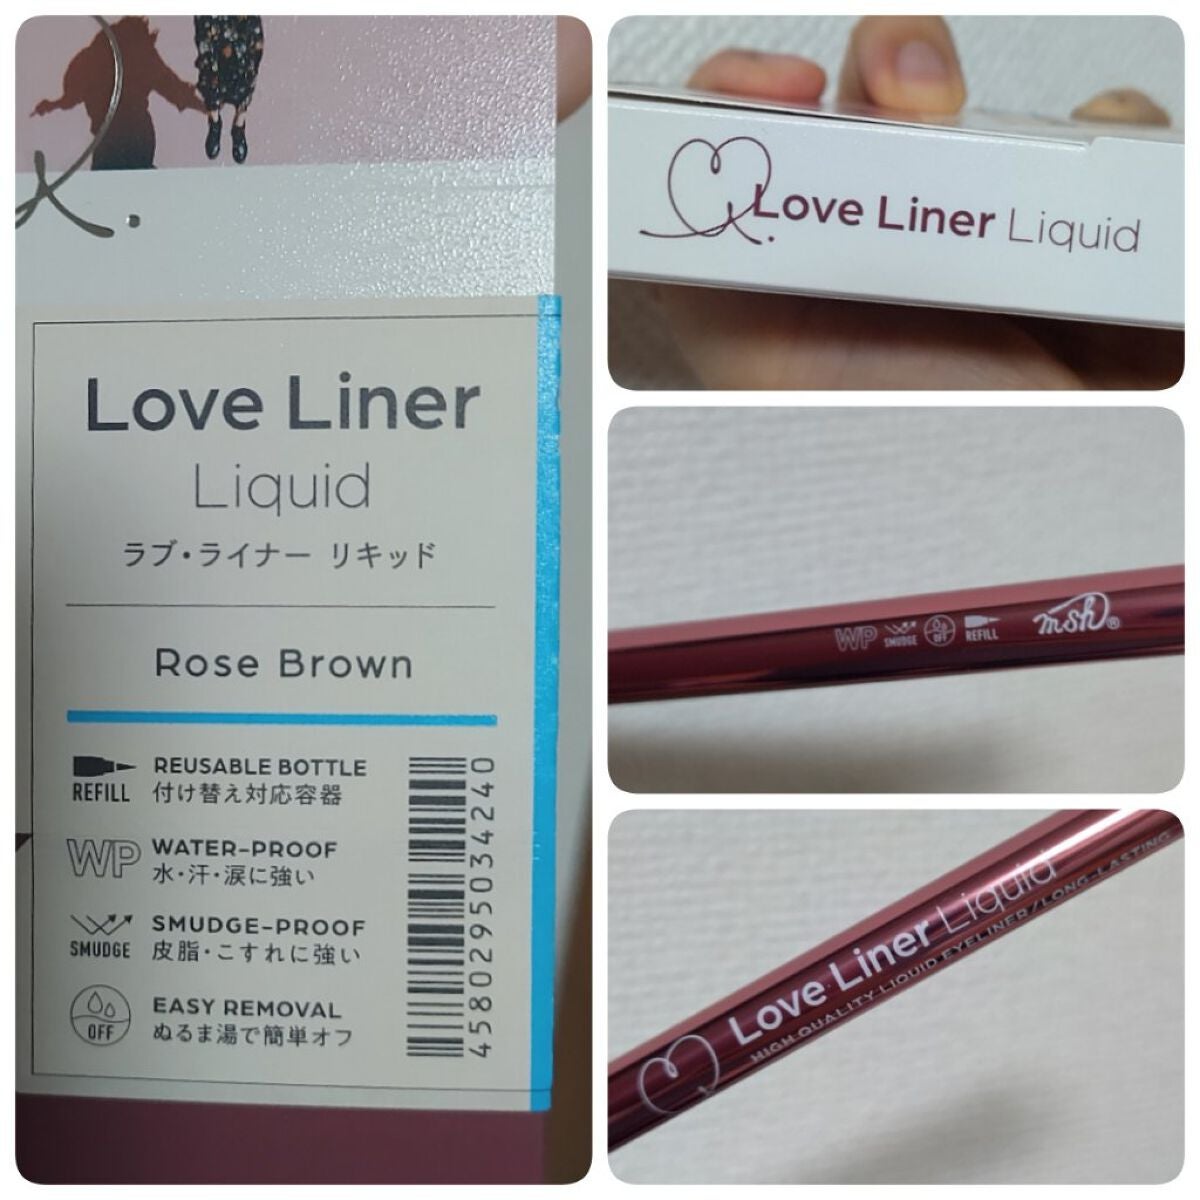 Love Liner
Liquid
ラブ・ライナー リキッド
Rose Brown
REFILL
REUSABLE BOTTLE
付け替え対応容器
WP
WATER-PROOF
水・汗・涙に強い
SMUDGE
SMUDGE-PROOF
皮脂・こすれに強い
OFF
EASY REMOVAL
ぬるま湯で簡単オフ
4580295034240
Love Liner Liquid
WP SMUDGE OFF REFILL msh®
Love Liner Liquid
HIGH QUALITY LIQUID EYELINER/LONG-LASTING